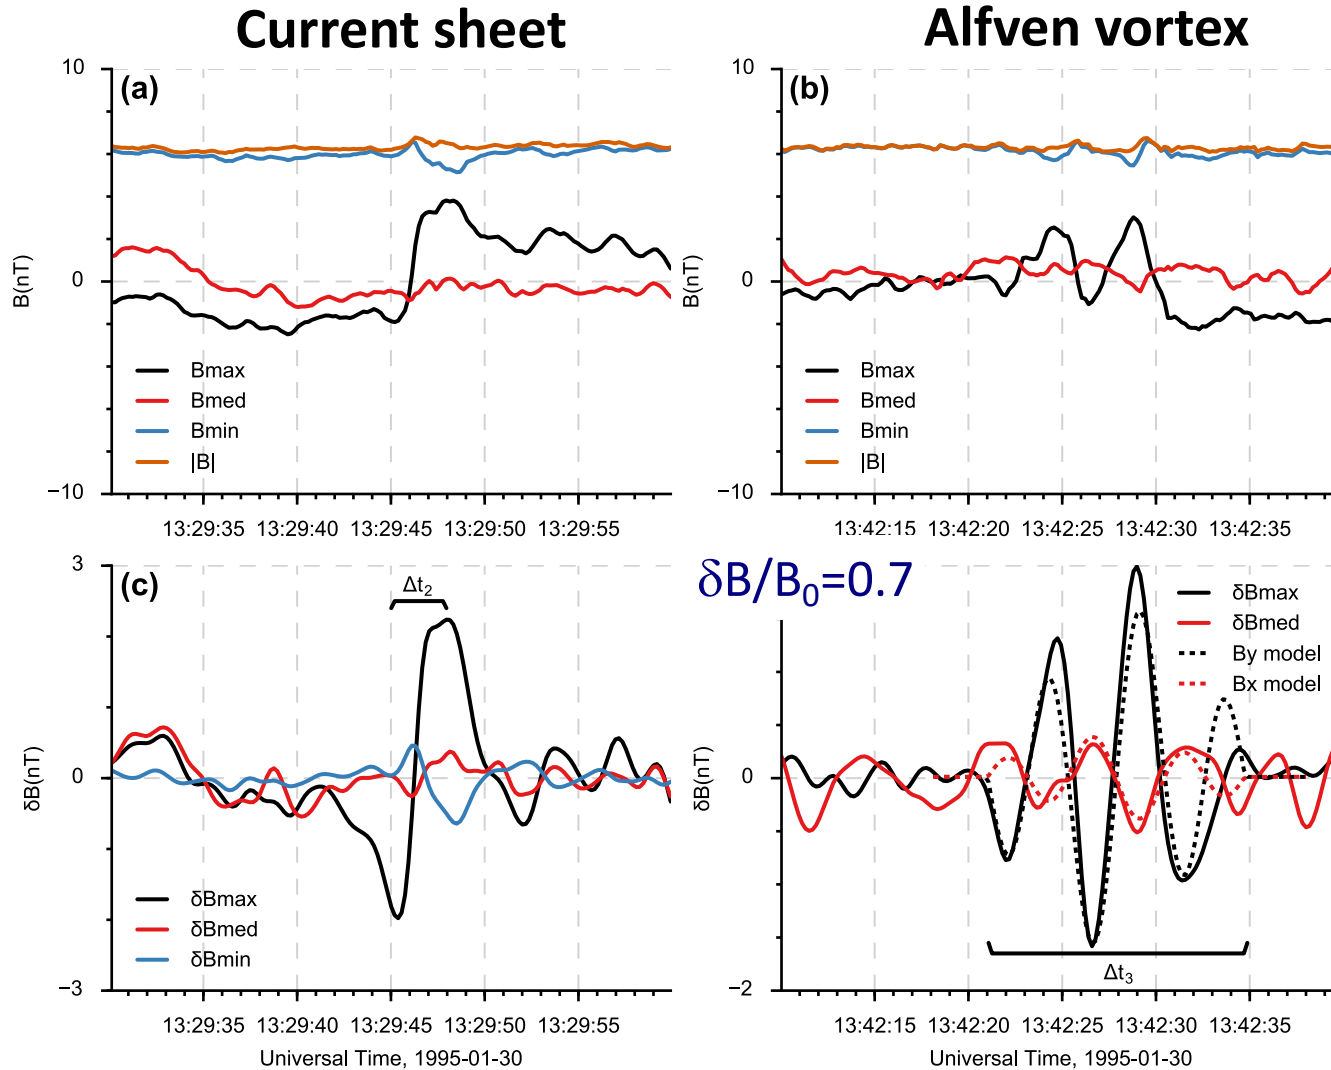 Current sheet
Alfven vortex
(a)
10
0
−10
B(nT)
Bmax
Bmed
Bmin
|B|
13:29:35 13:29:40 13:29:45 13:29:50 13:29:55
(b)
10
0
−10
B(nT)
Bmax
Bmed
Bmin
|B|
13:42:15 13:42:20 13:42:25 13:42:30 13:42:35
(c)
3
0
−3
δB(nT)
Δt2
δBmax
δBmed
δBmin
13:29:35 13:29:40 13:29:45 13:29:50 13:29:55
Universal Time, 1995-01-30
δB/B0=0.7
0
−2
δB(nT)
δBmax
δBmed
By model
Bx model
Δt3
13:42:15 13:42:20 13:42:25 13:42:30 13:42:35
Universal Time, 1995-01-30